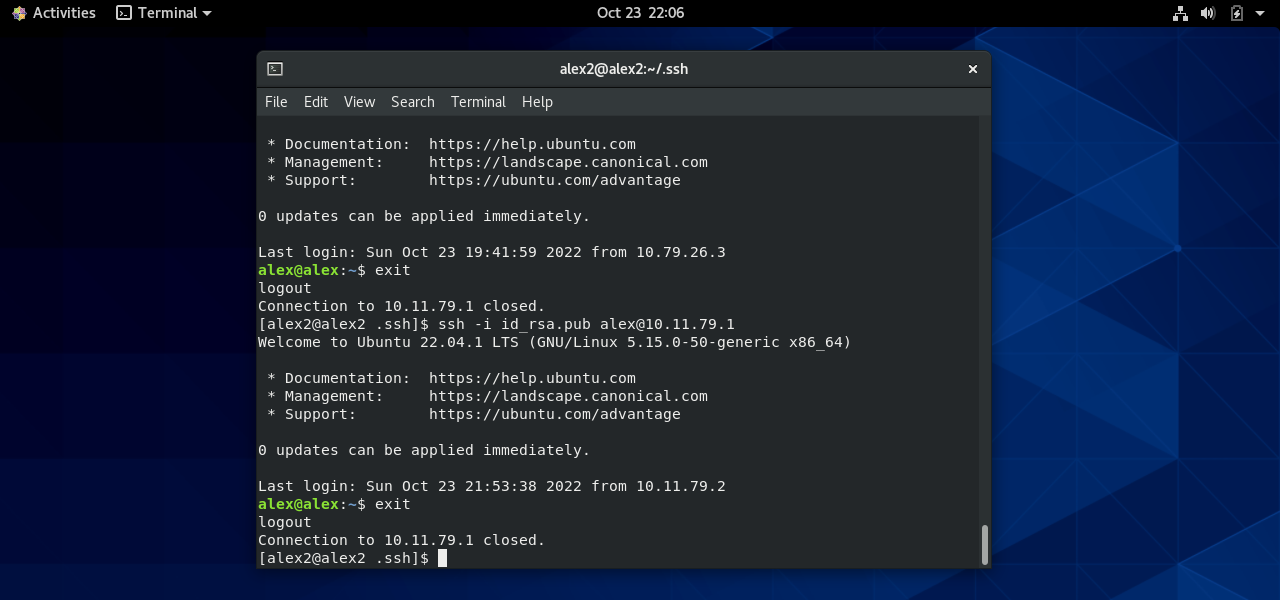 Activities Terminal Oct 23 22:06
alex2@alex2:~/.ssh
File Edit View Search Terminal Help
* Documentation: https://help.ubuntu.com
* Management: https://landscape.canonical.com
* Support: https://ubuntu.com/advantage
0 updates can be applied immediately.
Last login: Sun Oct 23 19:41:59 2022 from 10.79.26.3
alex@alex:~$ exit
logout
Connection to 10.11.79.1 closed.
[alex2@alex2 .ssh]$ ssh -i id_rsa.pub alex@10.11.79.1
Welcome to Ubuntu 22.04.1 LTS (GNU/Linux 5.15.0-50-generic x86_64)
* Documentation: https://help.ubuntu.com
* Management: https://landscape.canonical.com
* Support: https://ubuntu.com/advantage
0 updates can be applied immediately.
Last login: Sun Oct 23 21:53:38 2022 from 10.11.79.2
alex@alex:~$ exit
logout
Connection to 10.11.79.1 closed.
[alex2@alex2 .ssh]$